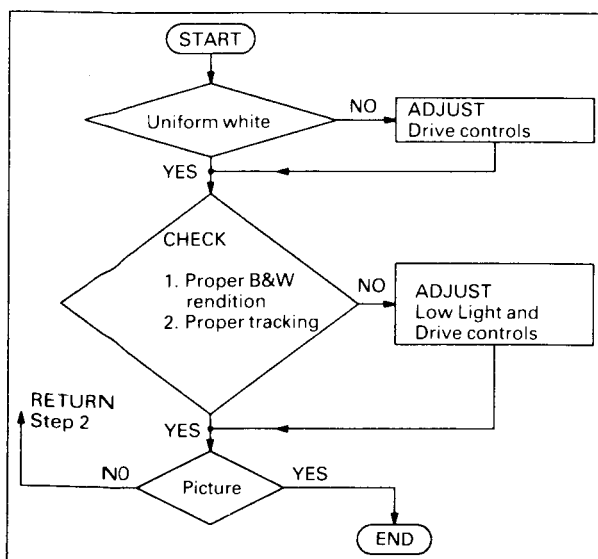 START
Uniform white
NO
ADJUST
Drive controls
YES
CHECK
1. Proper B&W
rendition
2. Proper tracking
NO
ADJUST
Low Light and
Drive controls
YES
RETURN
Step 2
NO
Picture
YES
END